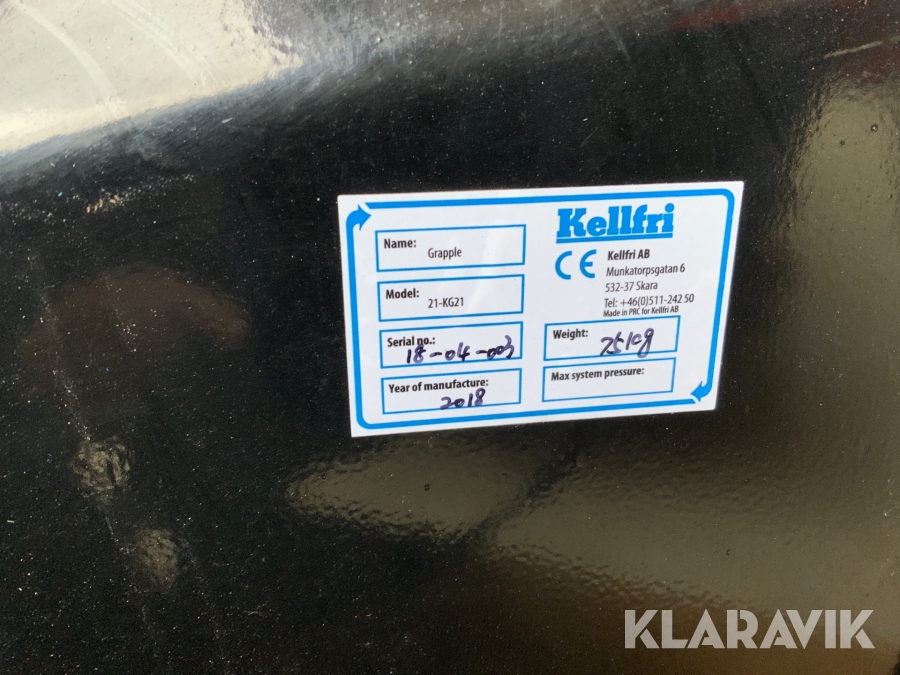 Kellfri
Name:
Grapple
CE
Kellfri AB
Munkatorpsgatan 6
532-37 Skara
Tel: +46(0)511-242 50
Made in PRC for Kellfri AB
Model:
21-KG21
Serial no.:
18-04-003
Weight:
75kg
Year of manufacture:
2018
Max system pressure:
KLARAVIK